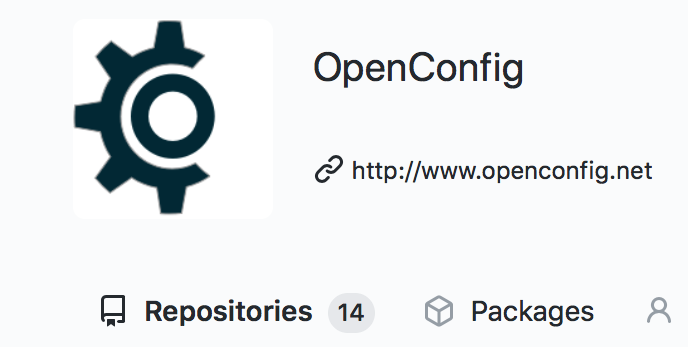 OpenConfig
http://www.openconfig.net
Repositories 14 Packages